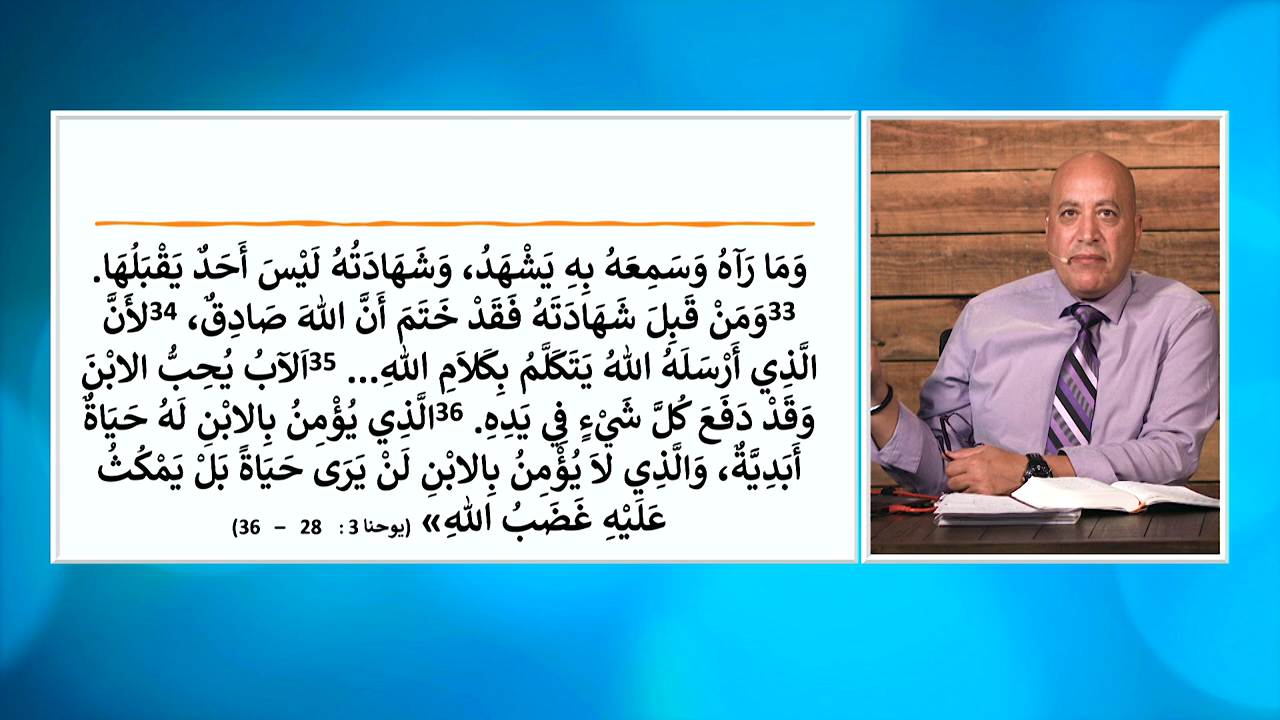 وَمَا رَآهُ وَسَمِعَهُ بِهِ يَشْهَدُ، وَشَهَادَتُهُ لَيْسَ أَحَدٌ يَقْبَلُهَا.
33وَمَنْ قَبِلَ شَهَادَتَهُ فَقَدْ خَتَمَ أَنَّ اللهَ صَادِقٌ، 34لأَنَّ
الَّذِي أَرْسَلَهُ اللهُ يَتَكَلَّمُ بِكَلاَمِ اللهِ... 35اَلآبُ يُحِبُّ الابْنَ
وَقَدْ دَفَعَ كُلَّ شَيْءٍ فِي يَدِهِ. 36الَّذِي يُؤْمِنُ بِالابْنِ لَهُ حَيَاةٌ
أَبَدِيَّةٌ، وَالَّذِي لاَ يُؤْمِنُ بِالابْنِ لَنْ يَرَى حَيَاةً بَلْ يَمْكُثُ
عَلَيْهِ غَضَبُ اللهِ» (يوحنا 3 : 28 – 36)